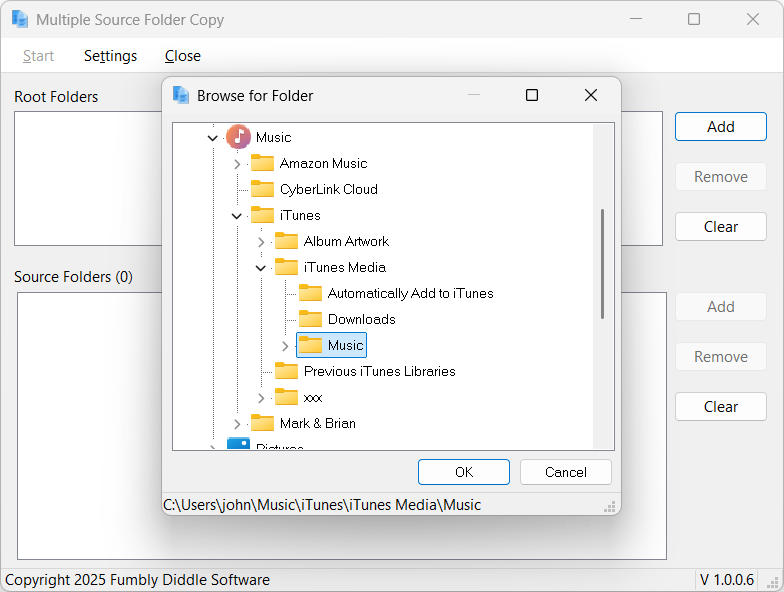 Multiple Source Folder Copy
Start Settings Close
Browse for Folder
Root Folders
Add
Remove
Clear
Music
Amazon Music
CyberLink Cloud
iTunes
Album Artwork
iTunes Media
Automatically Add to iTunes
Downloads
Music
Previous iTunes Libraries
xxx
Mark & Brian
Pictures
OK Cancel
C:\Users\john\Music\iTunes\iTunes Media\Music
Source Folders (0)
Add
Remove
Clear
Copyright 2025 Fumbly Diddle Software V 1.0.0.6